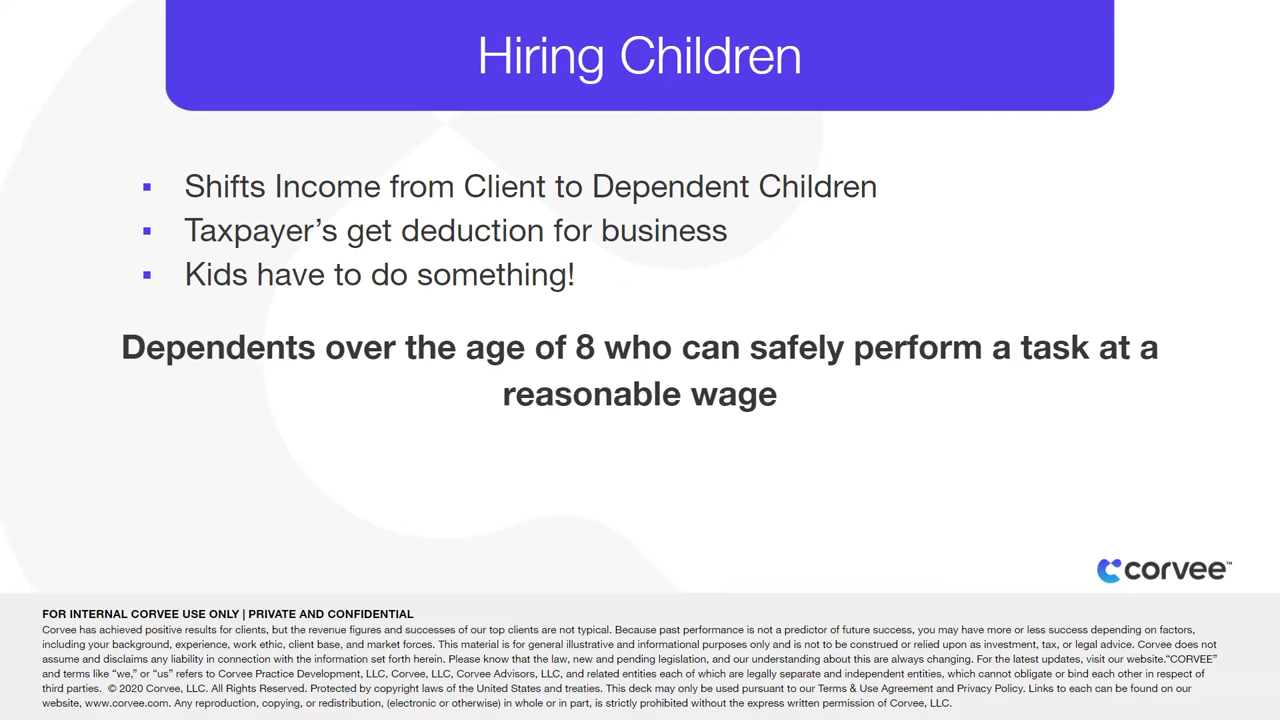 Hiring Children
Shifts Income from Client to Dependent Children
Taxpayer’s get deduction for business
Kids have to do something!
Dependents over the age of 8 who can safely perform a task at a
reasonable wage
corvee™
FOR INTERNAL CORVEE USE ONLY | PRIVATE AND CONFIDENTIAL
Corvee has achieved positive results for clients, but the revenue figures and successes of our top clients are not typical. Because past performance is not a predictor of future success, you may have more or less success depending on factors,
including your background, experience, work ethic, client base, and market forces. This material is for general illustrative and informational purposes only and is not to be construed or relied upon as investment, tax, or legal advice. Corvee does not
assume and disclaims any liability in connection with the information set forth herein. Please know that the law, new and pending legislation, and our understanding about this are always changing. For the latest updates, visit our website.“CORVEE”
and terms like “we,” or “us” refers to Corvee Practice Development, LLC, Corvee, LLC, Corvee Advisors, LLC, and related entities each of which are legally separate and independent entities, which cannot obligate or bind each other in respect of
third parties. © 2020 Corvee, LLC. All Rights Reserved. Protected by copyright laws of the United States and treaties. This deck may only be used pursuant to our Terms & Use Agreement and Privacy Policy. Links to each can be found on our
website, www.corvee.com. Any reproduction, copying, or redistribution, (electronic or otherwise) in whole or in part, is strictly prohibited without the express written permission of Corvee, LLC.